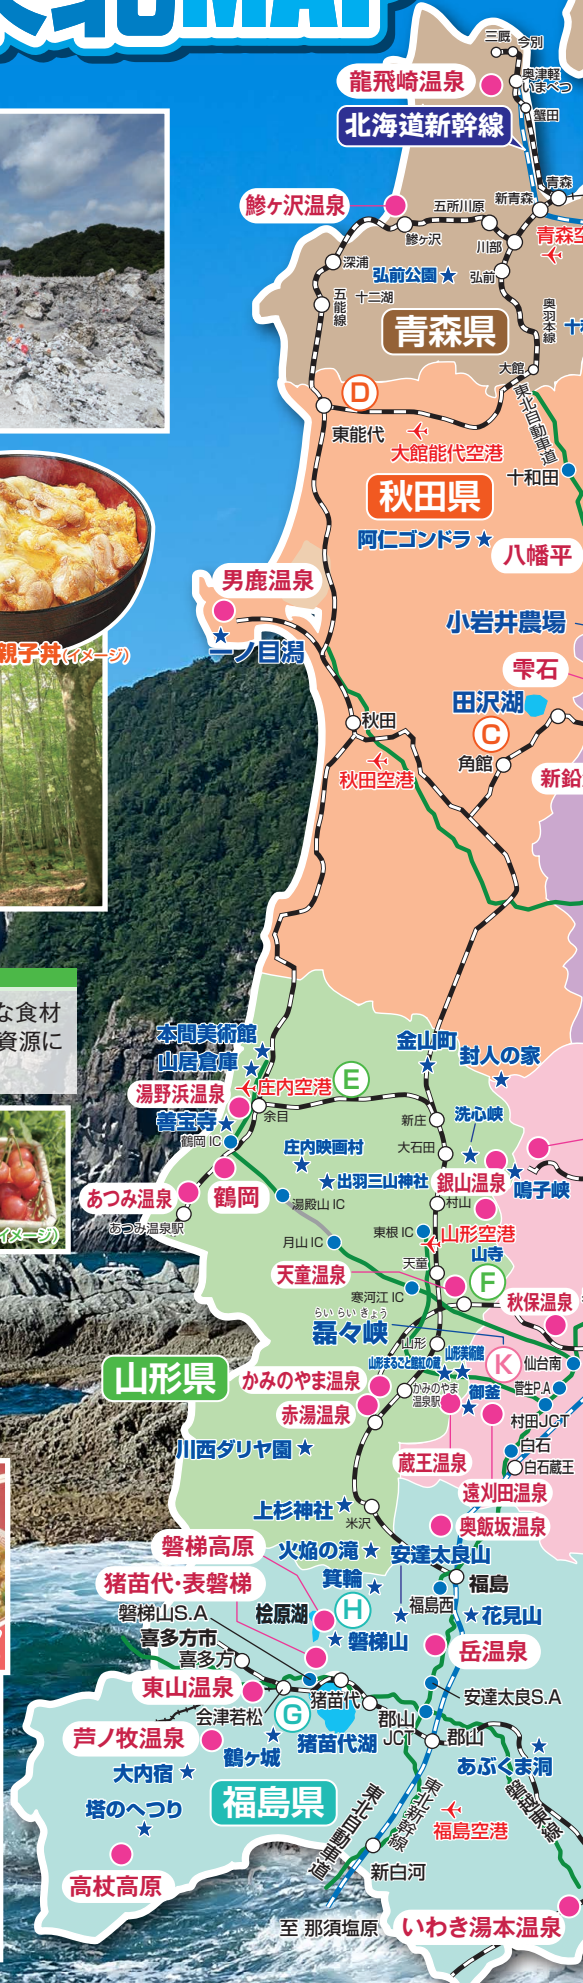 東北MAP
三厩
今別
龍飛崎温泉
奥津軽
いまべつ
北海道新幹線
蟹田
青森
新青森
鰺ヶ沢温泉
五所川原
鰺ヶ沢
川部
青森空
深浦
弘前公園
弘前
五能線
十二湖
奥羽本線
青森県
十和
大館
D
東能代
大館能代空港
東北自動車道
十和田
秋田県
阿仁ゴンドラ
八幡平
男鹿温泉
小岩井農場
一ノ目潟
親子丼(イメージ)
雫石
田沢湖
秋田
C
角館
秋田空港
新鉛
な食材
資源に
本間美術館
山居倉庫
金山町
封人の家
湯野浜温泉
庄内空港
E
善宝寺
余目
新庄
洗心峡
鶴岡 IC
庄内映画村
大石田
あつみ温泉
鶴岡
出羽三山神社
銀山温泉
鳴子峡
あつみ温泉駅
湯殿山 IC
村山
イメージ)
月山 IC
東根 IC
山形空港
山寺
天童温泉
天童
F
寒河江 IC
秋保温泉
らいらいきょう
磊々峡
山形
山形まるごと館紅の蔵
山形美術館
K
仙台南
山形県
かみのやま温泉
かみのやま
温泉駅
御釜
菅生P.A
赤湯温泉
村田JCT
川西ダリヤ園
蔵王温泉
白石
白石蔵王
遠刈田温泉
上杉神社
米沢
奥飯坂温泉
磐梯高原
火焔の滝
安達太良山
猪苗代・表磐梯
箕輪
福島
磐梯山S.A
桧原湖
H
福島西
花見山
喜多方市
磐梯山
喜多方
岳温泉
東山温泉
猪苗代
安達太良S.A
会津若松
G
郡山
JCT
芦ノ牧温泉
鶴ヶ城
猪苗代湖
郡山
大内宿
あぶくま洞
塔のへつり
福島県
東北自動車道
東北新幹線
磐越東線
福島空港
高杖高原
新白河
至 那須塩原
いわき湯本温泉